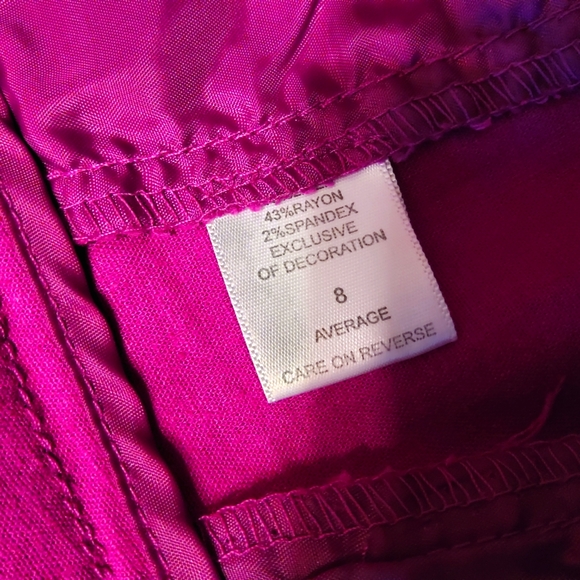 43%RAYON
2%SPANDEX
EXCLUSIVE
OF DECORATION
8
AVERAGE
CARE ON REVERSE